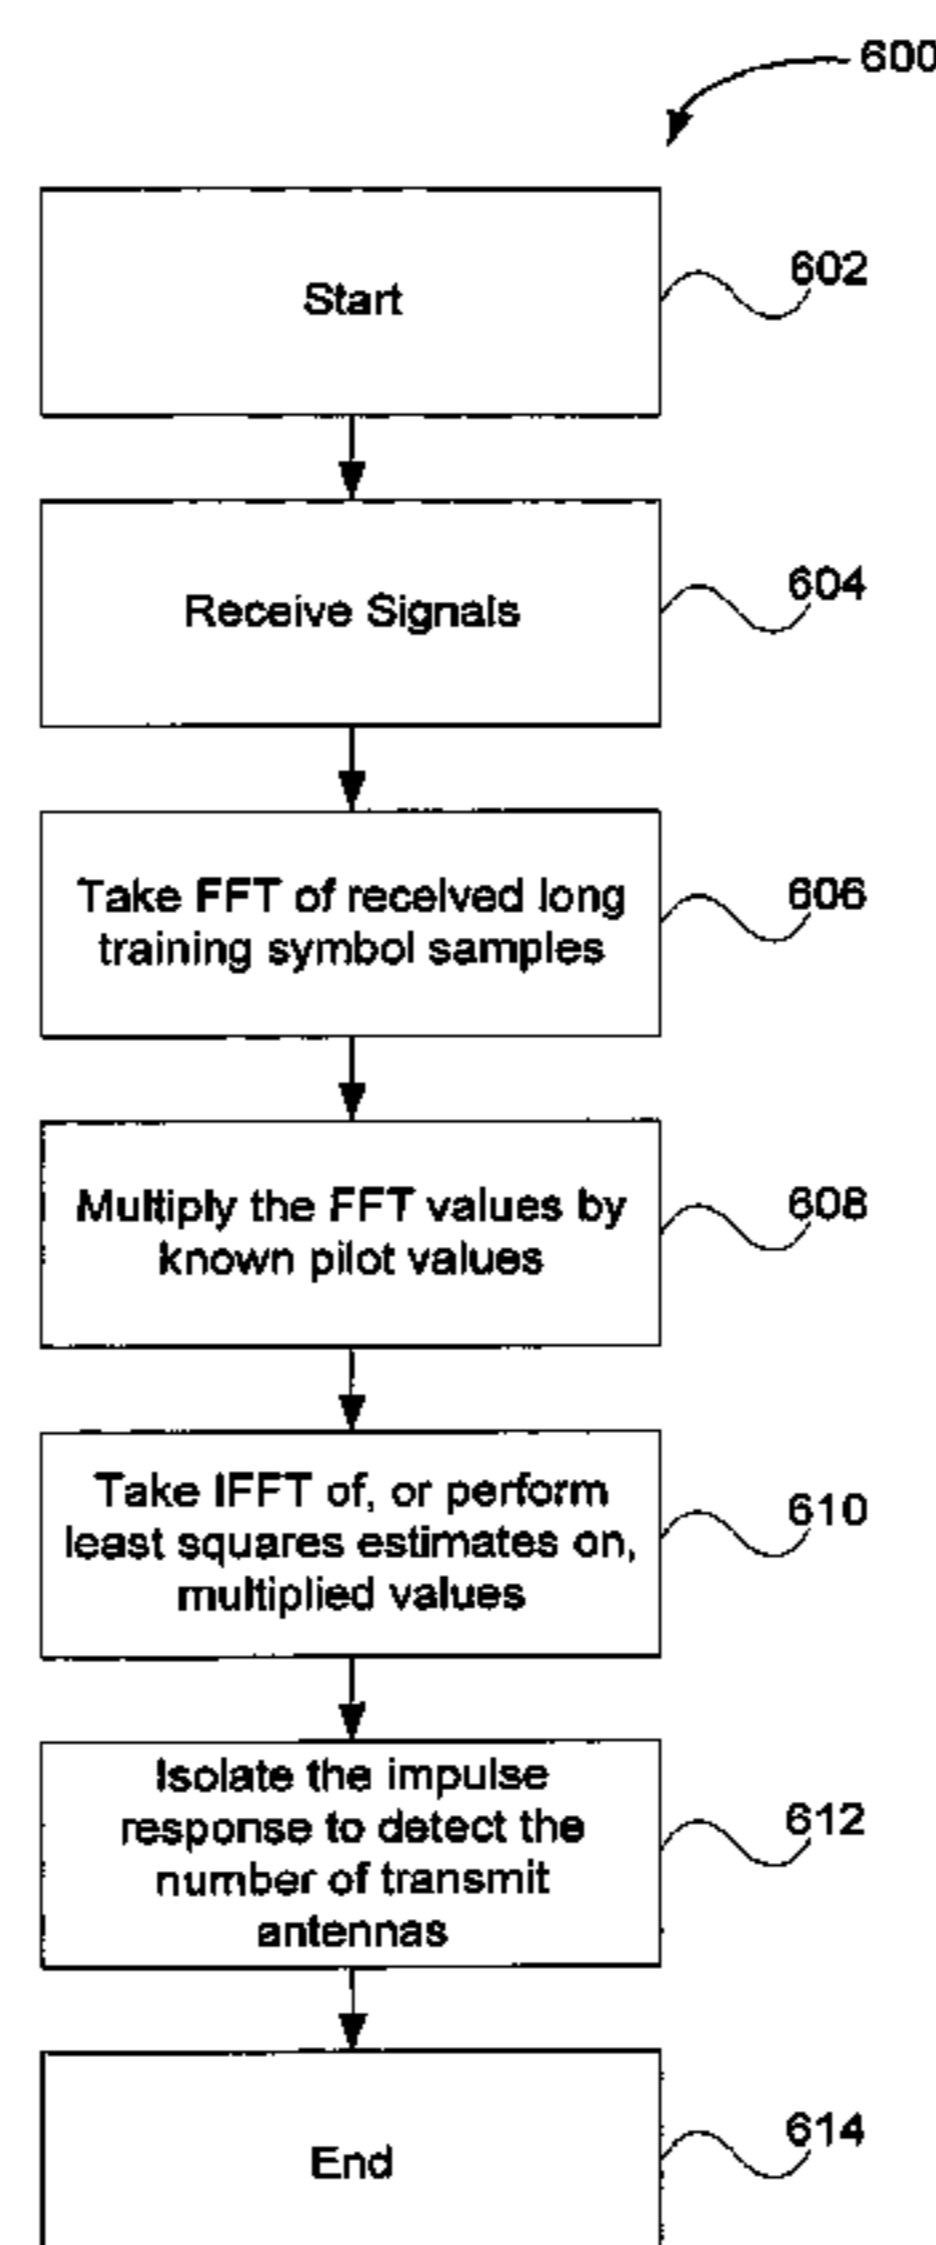 600
Start
602
Receive Signals
604
Take FFT of received long
training symbol samples
606
Multiply the FFT values by
known pilot values
608
Take IFFT of, or perform
least squares estimates on,
multiplied values
610
Isolate the impulse
response to detect the
number of transmit
antennas
612
End
614